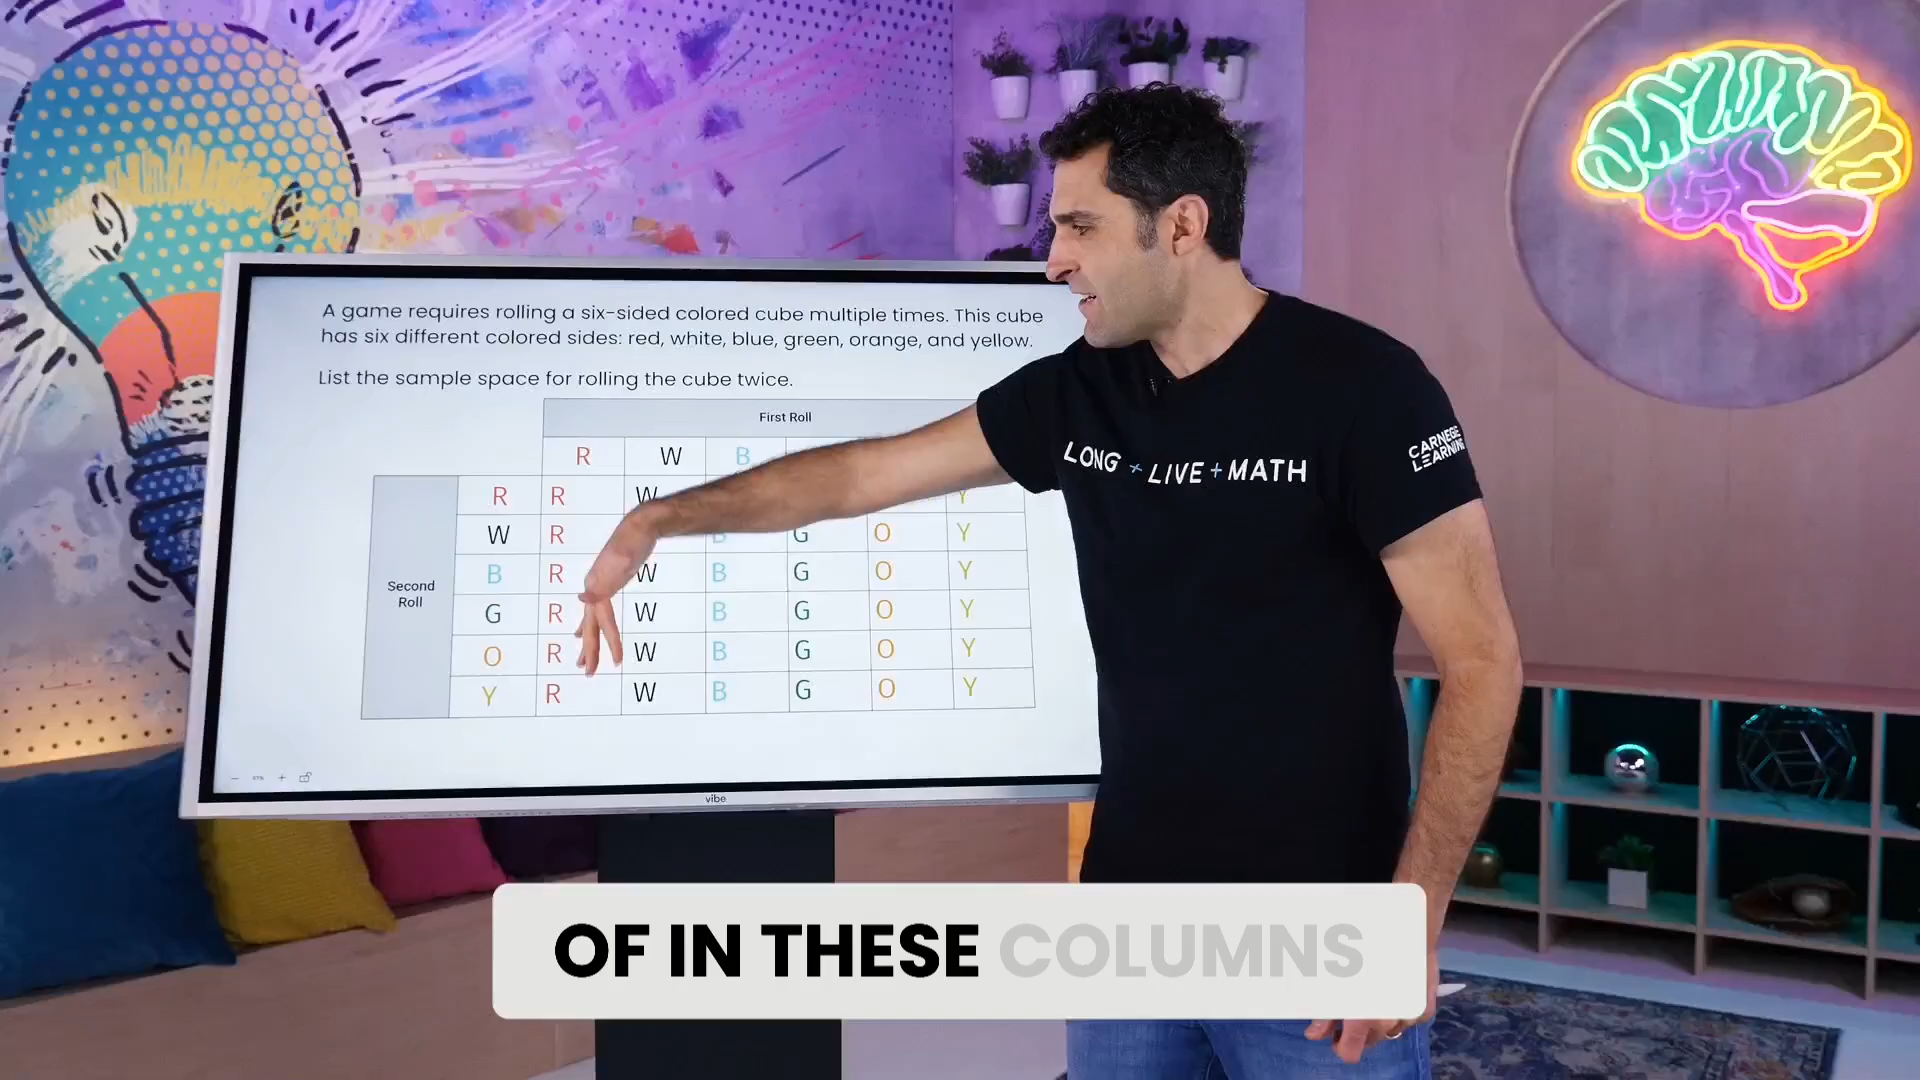 A game requires rolling a six-sided colored cube multiple times. This cube
has six different colored sides: red, white, blue, green, orange, and yellow.
List the sample space for rolling the cube twice.
First Roll
R W B
R R W Y
W R B G O Y
B R W B G O Y
Second
Roll
G R W B G O Y
O R W B G O Y
Y R W B G O Y
vibe
LONG + LIVE + MATH
CARNEGIE
LEARNING
OF IN THESE COLUMNS